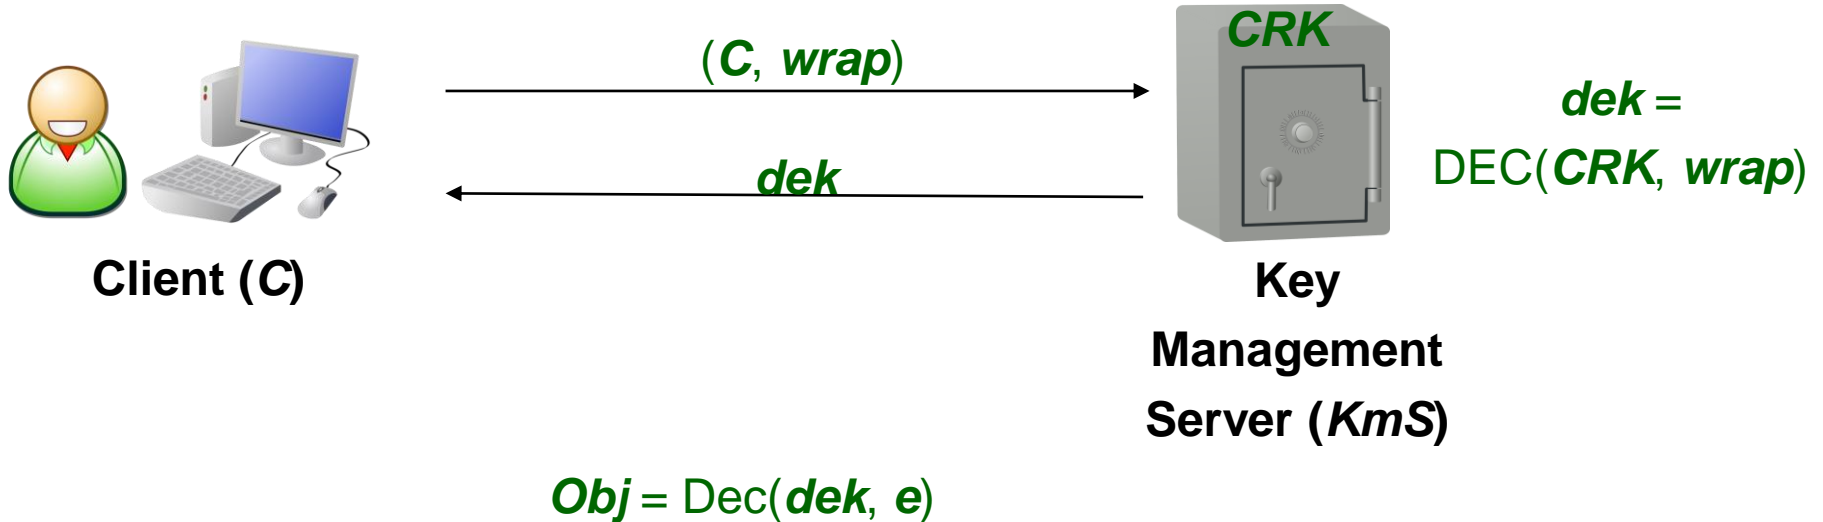 (C, wrap)
CRK
dek =
DEC(CRK, wrap)
dek
Client (C)
Key
Management
Server (KmS)
Obj = Dec(dek, e)